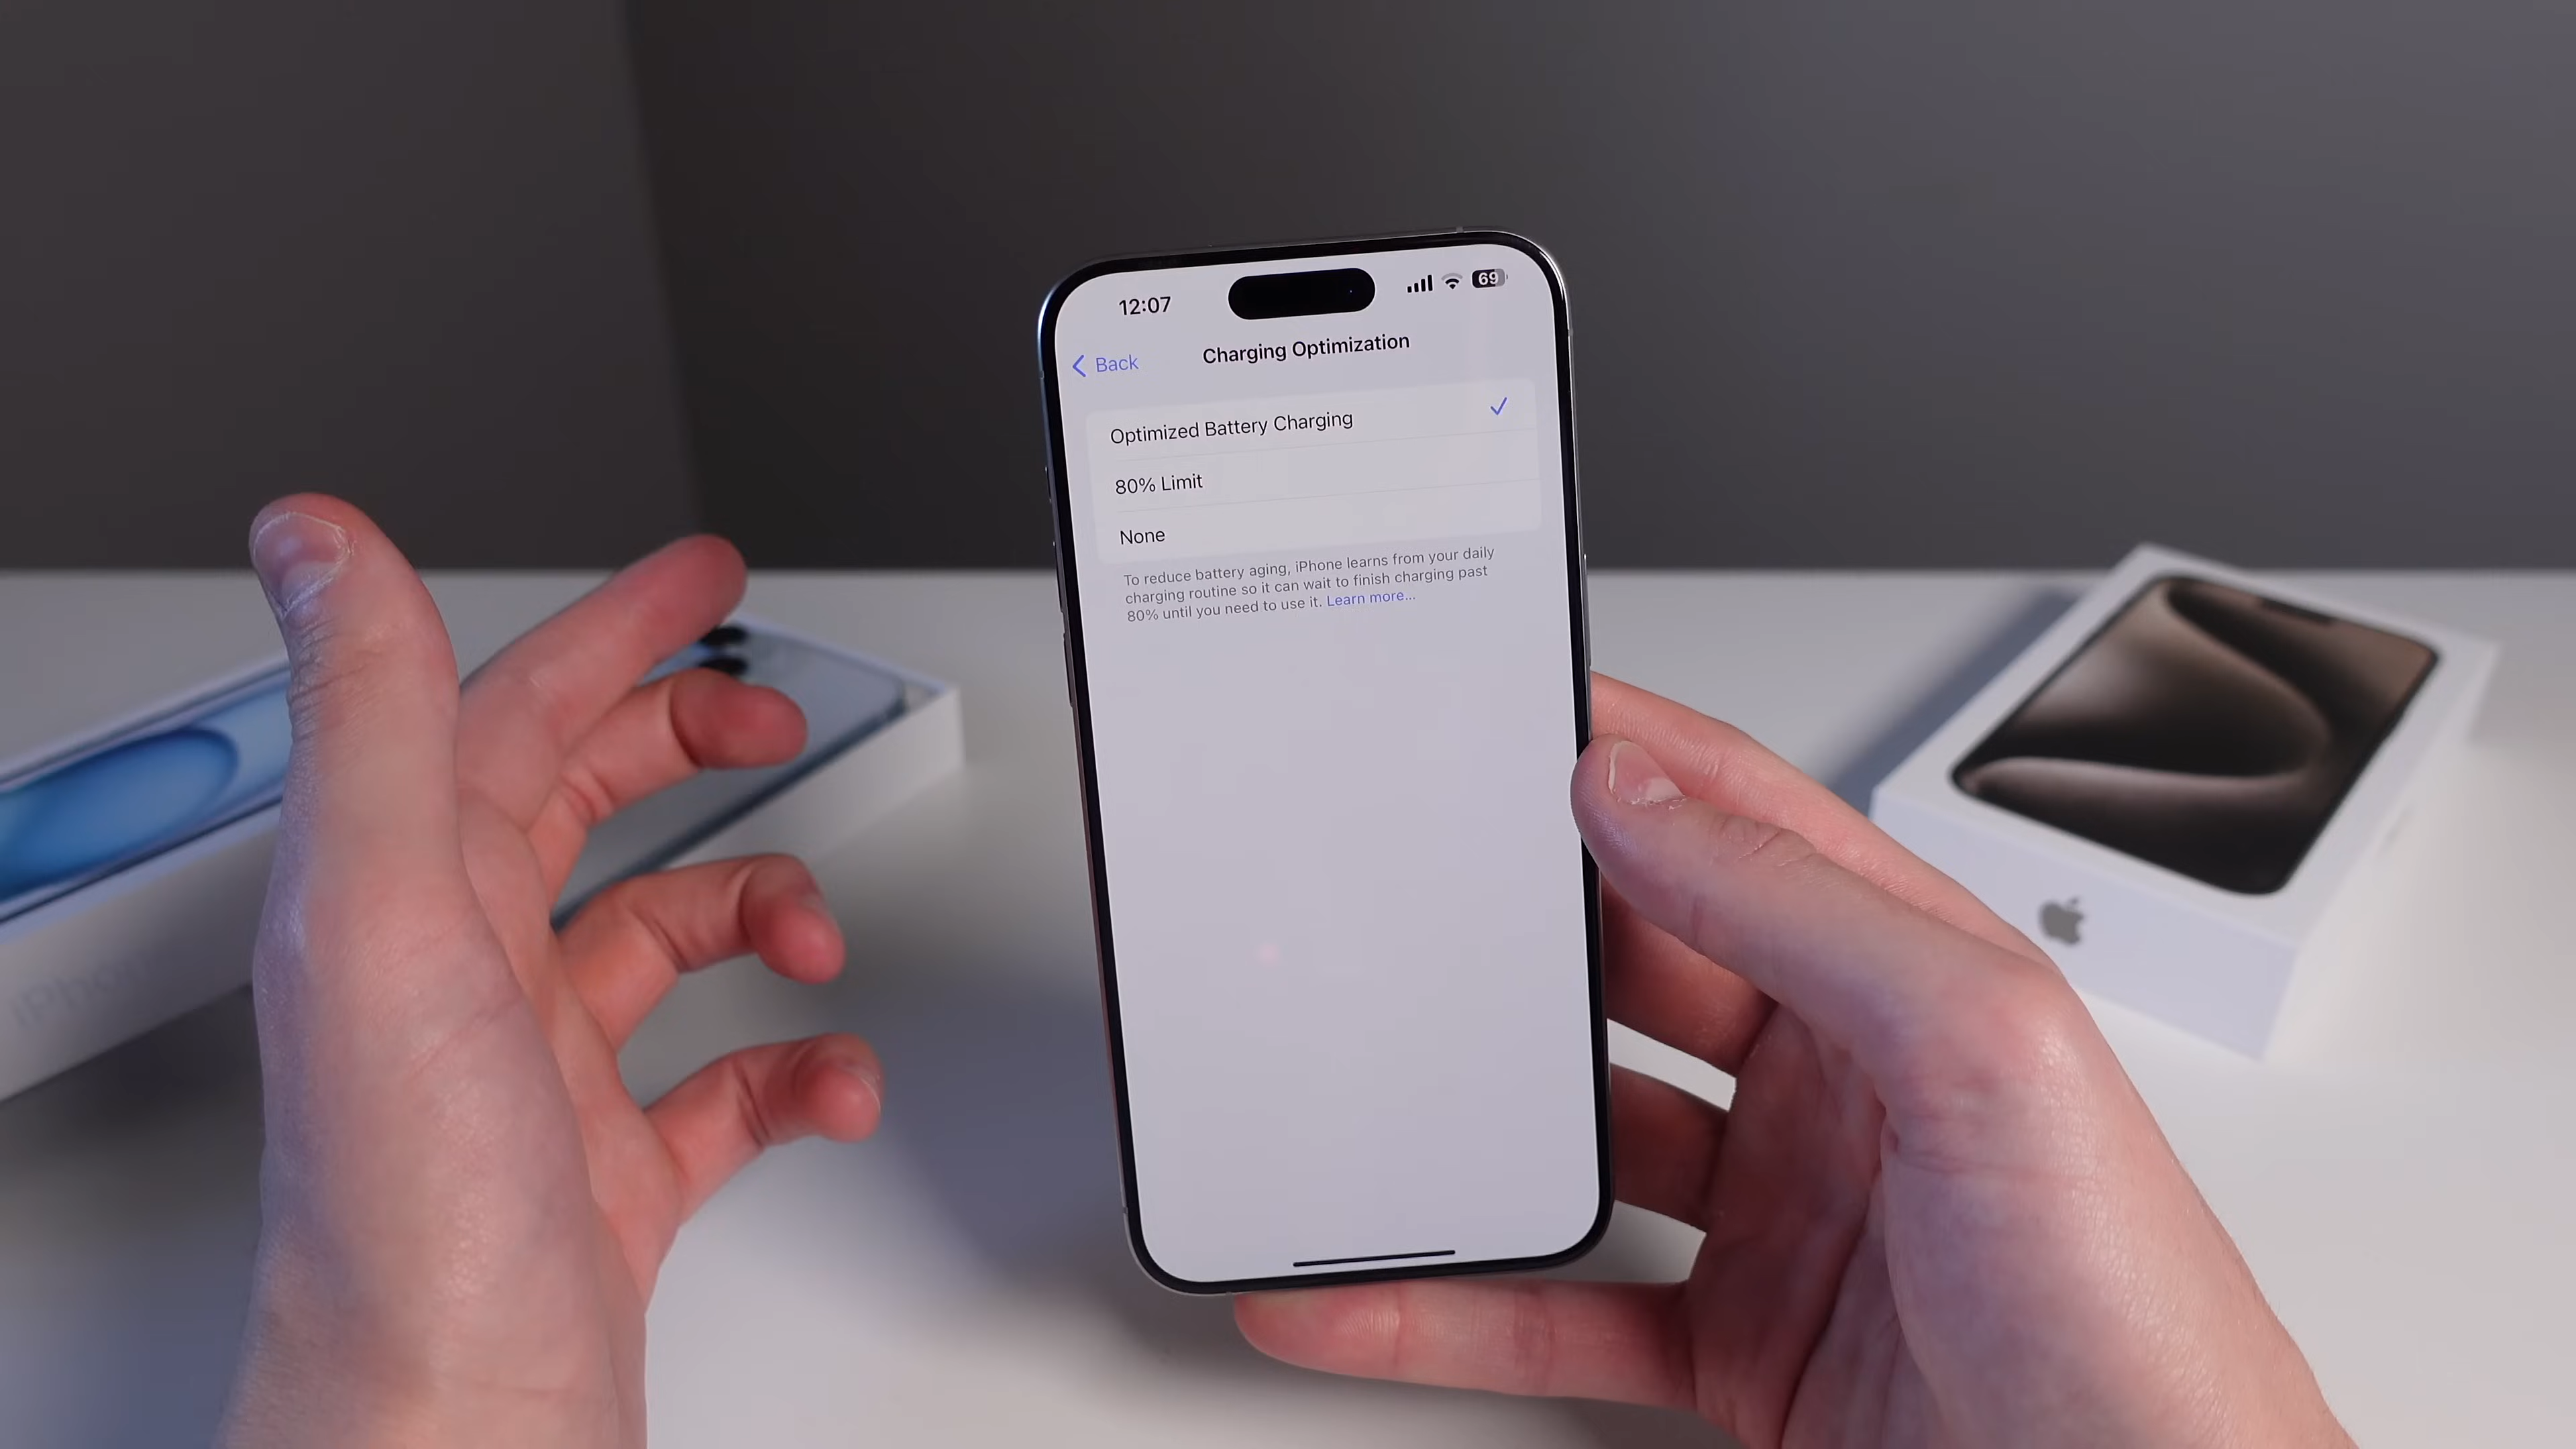 12:07
69
Back
Charging Optimization
Optimized Battery Charging
80% Limit
None
To reduce battery aging, iPhone learns from your daily
charging routine so it can wait to finish charging past
80% until you need to use it. Learn more...
iPhon